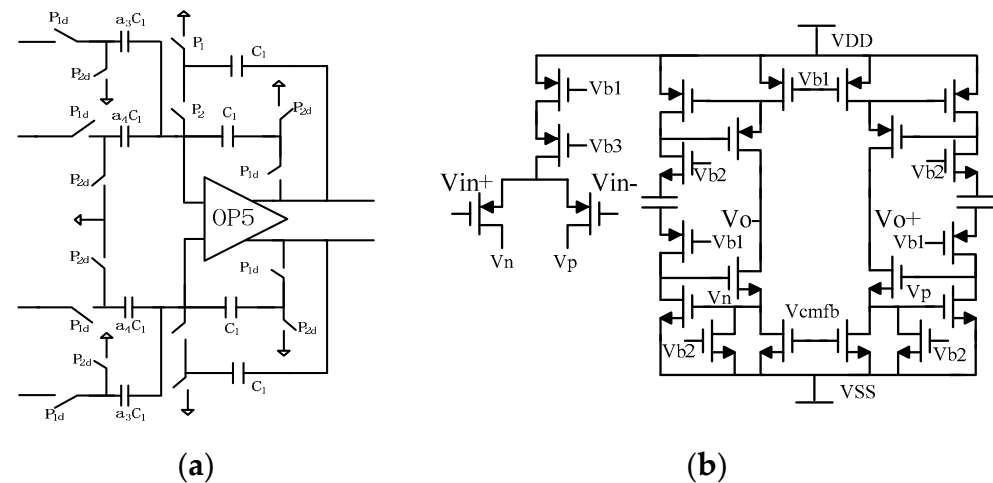 P1d
a3C1
P1
C1
P2d
P2
P2d
P1d
a4C1
C1
P2d
P1d
OP5
P2d
P1d
P1d
a4C1
C1
P2d
P2d
C1
P1d
a3C1
VDD
Vb1
Vb1
Vb3
Vb2
Vb2
Vin+
Vin-
Vo-
Vo+
Vb1
Vb1
Vn
Vp
Vn
Vp
Vcmfb
Vb2
Vb2
VSS
(a)
(b)